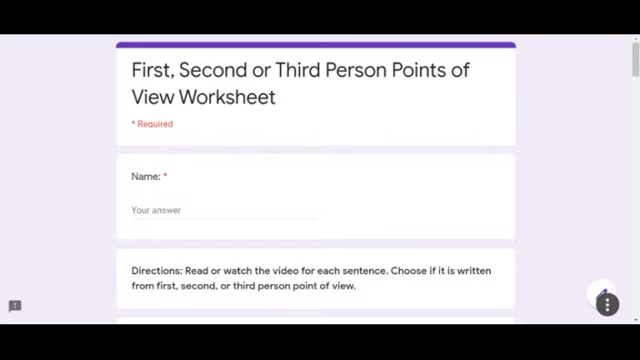 First, Second or Third Person Points of
View Worksheet
* Required
Name: *
Your answer
Directions: Read or watch the video for each sentence. Choose if it is written
from first, second, or third person point of view.